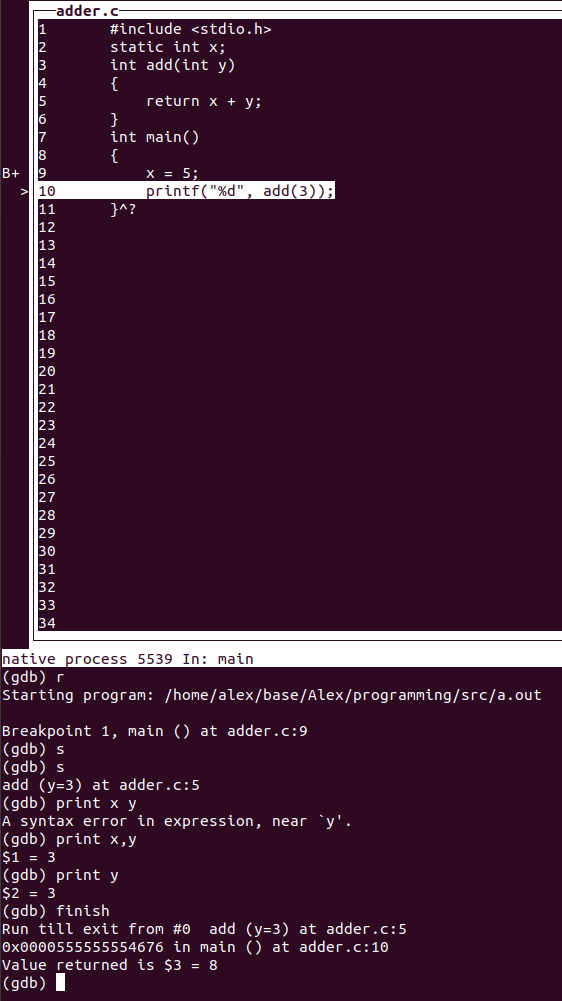 adder.c
1 #include <stdio.h>
2 static int x;
3 int add(int y)
4 {
5 return x + y;
6 }
7 int main()
8 {
B+ 9 x = 5;
> 10 printf("%d", add(3));
11 }^?
12
13
14
15
16
17
18
19
20
21
22
23
24
25
26
27
28
29
30
31
32
33
34
native process 5539 In: main
(gdb) r
Starting program: /home/alex/base/Alex/programming/src/a.out
Breakpoint 1, main () at adder.c:9
(gdb) s
(gdb) s
add (y=3) at adder.c:5
(gdb) print x y
A syntax error in expression, near `y'.
(gdb) print x,y
$1 = 3
(gdb) print y
$2 = 3
(gdb) finish
Run till exit from #0  add (y=3) at adder.c:5
0x0000555555554676 in main () at adder.c:10
Value returned is $3 = 8
(gdb)